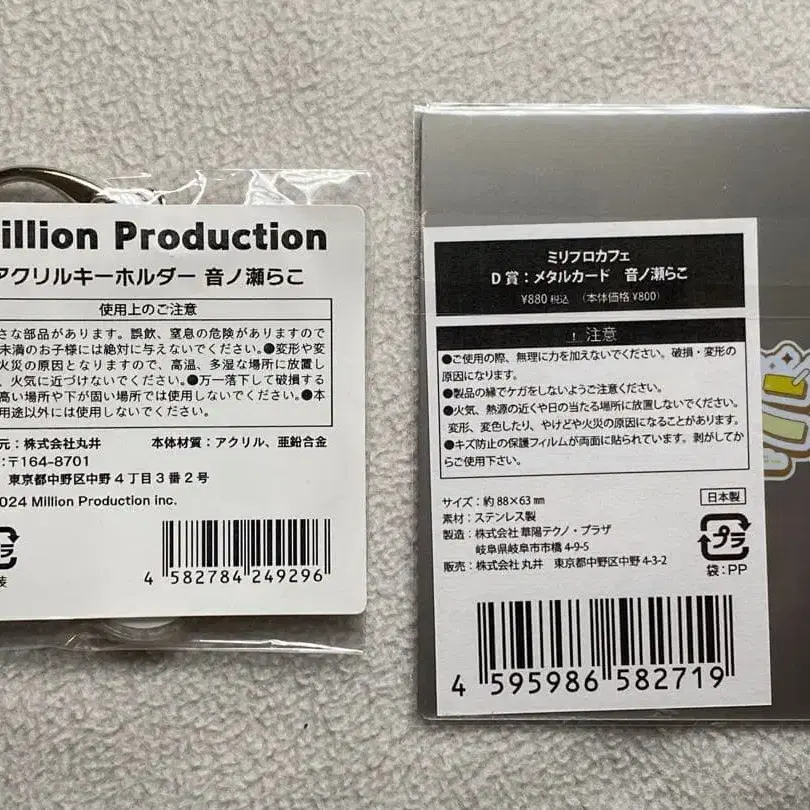 illion Production
アクリルキーホルダー 音ノ瀬らこ
使用上のご注意
さな部品があります。誤飲、窒息の危険がありますので
未満のお子様には絶対に与えないでください。●変形や変
火災の原因となりますので、高温、多湿な場所に放置し
、火気に近づけないでください。●万一落下して破損する
高い場所や下が固い場所では使用しないでください。●本
用途以外には使用しないでください。
元：株式会社丸井 本体材質：アクリル、亜鉛合金
：〒164-8701
東京都中野区中野４丁目３番２号
024 Million Production inc.
プラ
装
4 582784 249296
ミリプロカフェ
D 賞：メタルカード 音ノ瀬らこ
¥880 税込 （本体価格 ¥800）
！注意
●ご使用の際、無理に力を加えないでください。破損・変形の
原因になります。
●製品の縁でケガをしないようご注意ください。
●火気、熱源の近くや日の当たる場所に放置しないでください。
変形、変色したり、やけどや火災の原因になることがあります。
●キズ防止の保護フィルムが両面に貼られています。剥がしてか
らご使用下さい。
サイズ：約 88×63 ㎜
素材：ステンレス製
製造：株式会社 華陽テクノ・プラザ
岐阜県岐阜市市橋 4-9-5
販売：株式会社 丸井 東京都中野区中野 4-3-2
日本製
プラ
袋：PP
4 595986 582719